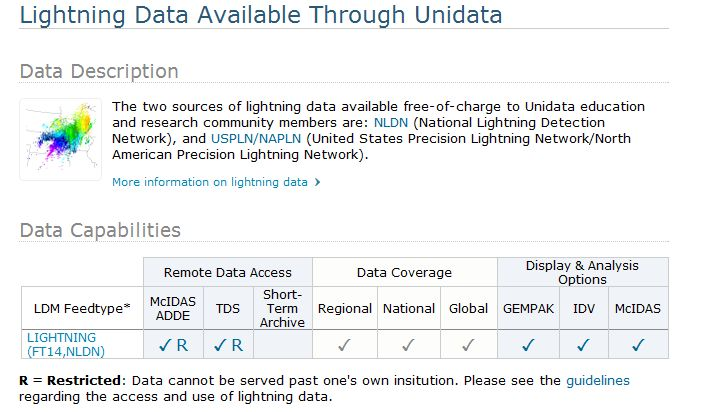 Lightning Data Available Through Unidata
Data Description
The two sources of lightning data available free-of-charge to Unidata education
and research community members are: NLDN (National Lightning Detection
Network), and USPLN/NAPLN (United States Precision Lightning Network/North
American Precision Lightning Network).
More information on lightning data ›
Data Capabilities
Remote Data Access Data Coverage Display & Analysis Options
LDM Feedtype* McIDAS ADDE TDS Short-Term Archive Regional National Global GEMPAK IDV McIDAS
LIGHTNING (FT14,NLDN) ✓ R ✓ R ✓ ✓ ✓ ✓ ✓ ✓
R = Restricted: Data cannot be served past one's own insitution. Please see the guidelines
regarding the access and use of lightning data.